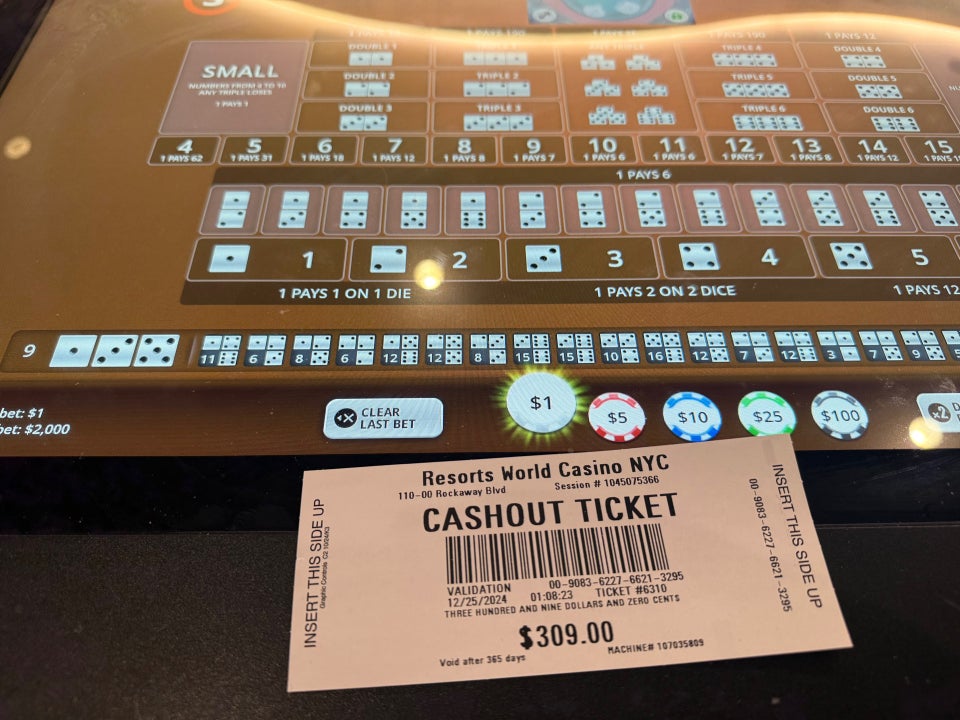 SMALL
NUMBERS FROM 4 TO 10
ANY TRIPLE LOSES
1 PAYS 1
DOUBLE 1
DOUBLE 2
TRIPLE 2
DOUBLE 3
TRIPLE 3
TRIPLE 4
TRIPLE 5
TRIPLE 6
1 PAYS 12
DOUBLE 4
DOUBLE 5
DOUBLE 6
4 5 6 7 8 9 10 11 12 13 14 15
1 PAYS 62 1 PAYS 31 1 PAYS 18 1 PAYS 12 1 PAYS 8 1 PAYS 7 1 PAYS 6 1 PAYS 6 1 PAYS 7 1 PAYS 8 1 PAYS 12
1 PAYS 6
1 2 3 4 5
1 PAYS 1 ON 1 DIE 1 PAYS 2 ON 2 DICE 1 PAYS 12
9 11 6 8 6 12 12 8 15 15 10 16 12 7 12 3 7 9
bet: $1
bet: $2,000
CLEAR
LAST BET
$1 $5 $10 $25 $100
x2
Resorts World Casino NYC
110-00 Rockaway Blvd Session # 1045075366
CASHOUT TICKET
VALIDATION 00-9083-6227-6621-3295
12/25/2024 01:08:23 TICKET #6310
THREE HUNDRED AND NINE DOLLARS AND ZERO CENTS
$309.00
Void after 365 days MACHINE# 107035809
INSERT THIS SIDE UP
INSERT THIS SIDE UP
00-9083-6227-6621-3295